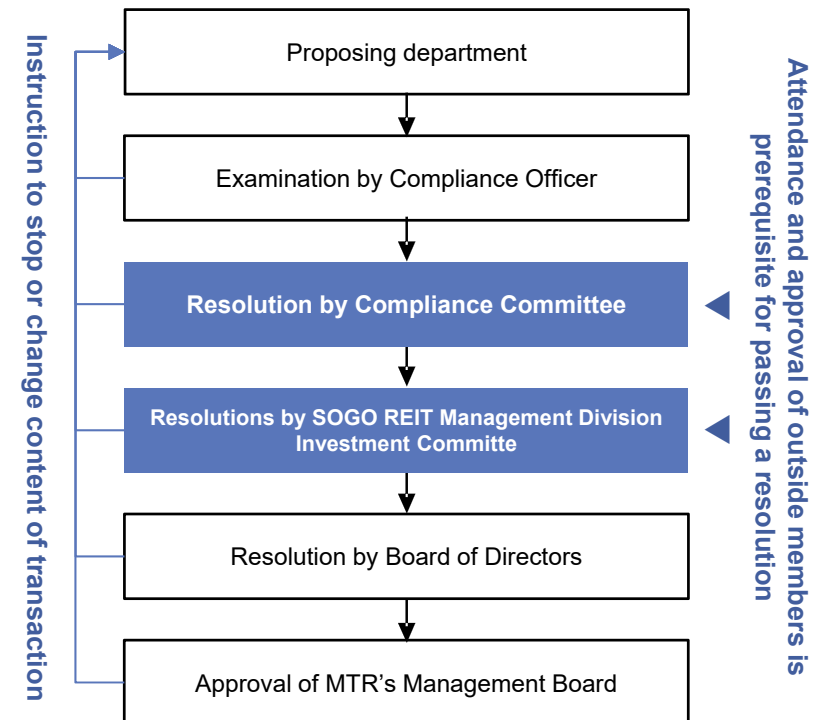 Instruction to stop or change content of transaction
Proposing department
Examination by Compliance Officer
Resolution by Compliance Committee
Resolutions by SOGO REIT Management Division
Investment Committe
Resolution by Board of Directors
Approval of MTR's Management Board
Attendance and approval of outside members is
prerequisite for passing a resolution